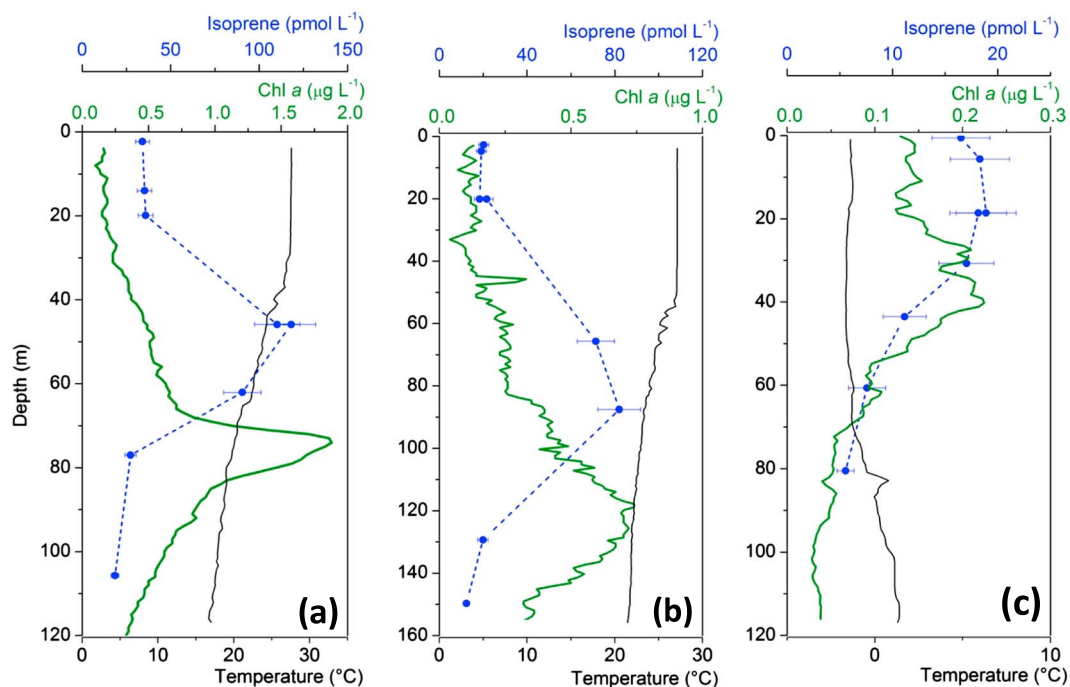 Isoprene (pmol L-1)
0 50 100 150
Chl a (µg L-1)
0.0 0.5 1.0 1.5 2.0
0
20
40
60
80
100
120
Depth (m)
(a)
0 10 20 30
Temperature (°C)
Isoprene (pmol L-1)
0 40 80 120
Chl a (µg L-1)
0.0 0.5 1.0
0
20
40
60
80
100
120
140
160
(b)
0 10 20 30
Temperature (°C)
Isoprene (pmol L-1)
0 10 20
Chl a (µg L-1)
0.0 0.1 0.2 0.3
0
20
40
60
80
100
120
(c)
0 10
Temperature (°C)